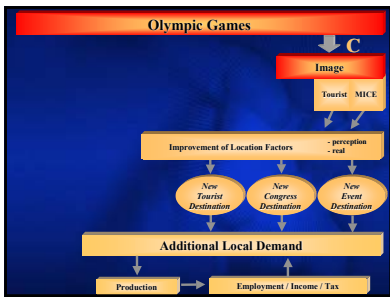 Olympic Games
C
Image
Tourist MICE
Improvement of Location Factors
- perception
- real
New
Tourist
Destination
New
Congress
Destination
New
Event
Destination
Additional Local Demand
Production
Employment / Income / Tax